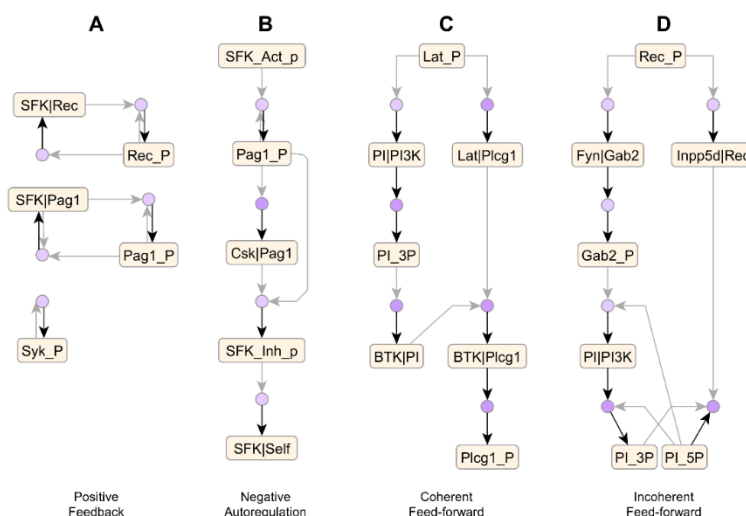 A
B
C
D
SFK_Act_p
Lat_P
Rec_P
SFK|Rec
Rec_P
Pag1_P
PI|PI3K
Lat|Plcg1
Fyn|Gab2
Inpp5d|Rec
SFK|Pag1
Pag1_P
Csk|Pag1
PI_3P
Gab2_P
Syk_P
SFK_Inh_p
BTK|PI
BTK|Plcg1
PI|PI3K
SFK|Self
Plcg1_P
PI_3P
PI_5P
Positive
Feedback
Negative
Autoregulation
Coherent
Feed-forward
Incoherent
Feed-forward